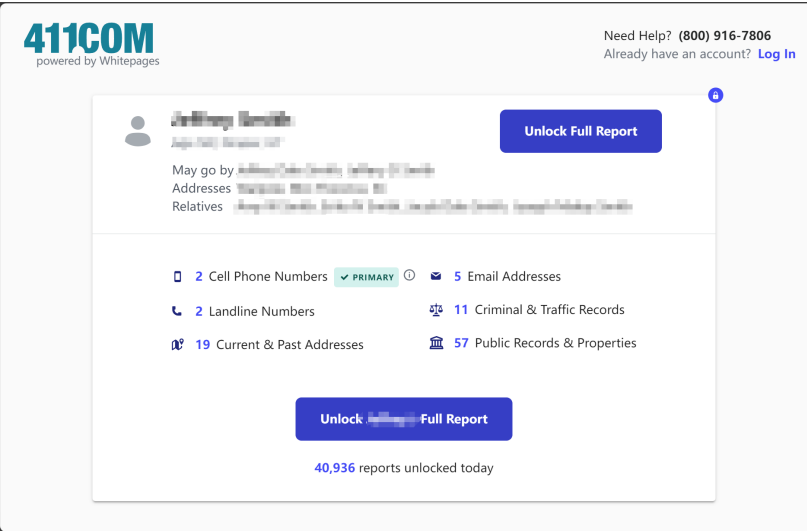 411COM
powered by Whitepages
Need Help? (800) 916-7806
Already have an account? Log In
Unlock Full Report
May go by
Addresses
Relatives
2 Cell Phone Numbers ✓ PRIMARY
5 Email Addresses
2 Landline Numbers
11 Criminal & Traffic Records
19 Current & Past Addresses
57 Public Records & Properties
Unlock Full Report
40,936 reports unlocked today